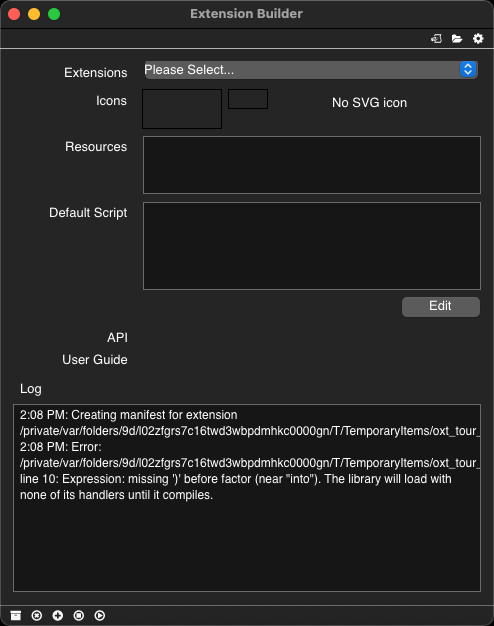 Extension Builder
Extensions
Please Select...
Icons
No SVG icon
Resources
Default Script
Edit
API
User Guide
Log
2:08 PM: Creating manifest for extension
/private/var/folders/9d/l02zfgrs7c16twd3wbpdmhkc0000gn/T/TemporaryItems/oxt_tour_
2:08 PM: Error:
/private/var/folders/9d/l02zfgrs7c16twd3wbpdmhkc0000gn/T/TemporaryItems/oxt_tour_
line 10: Expression: missing ')' before factor (near "into"). The library will load with
none of its handlers until it compiles.